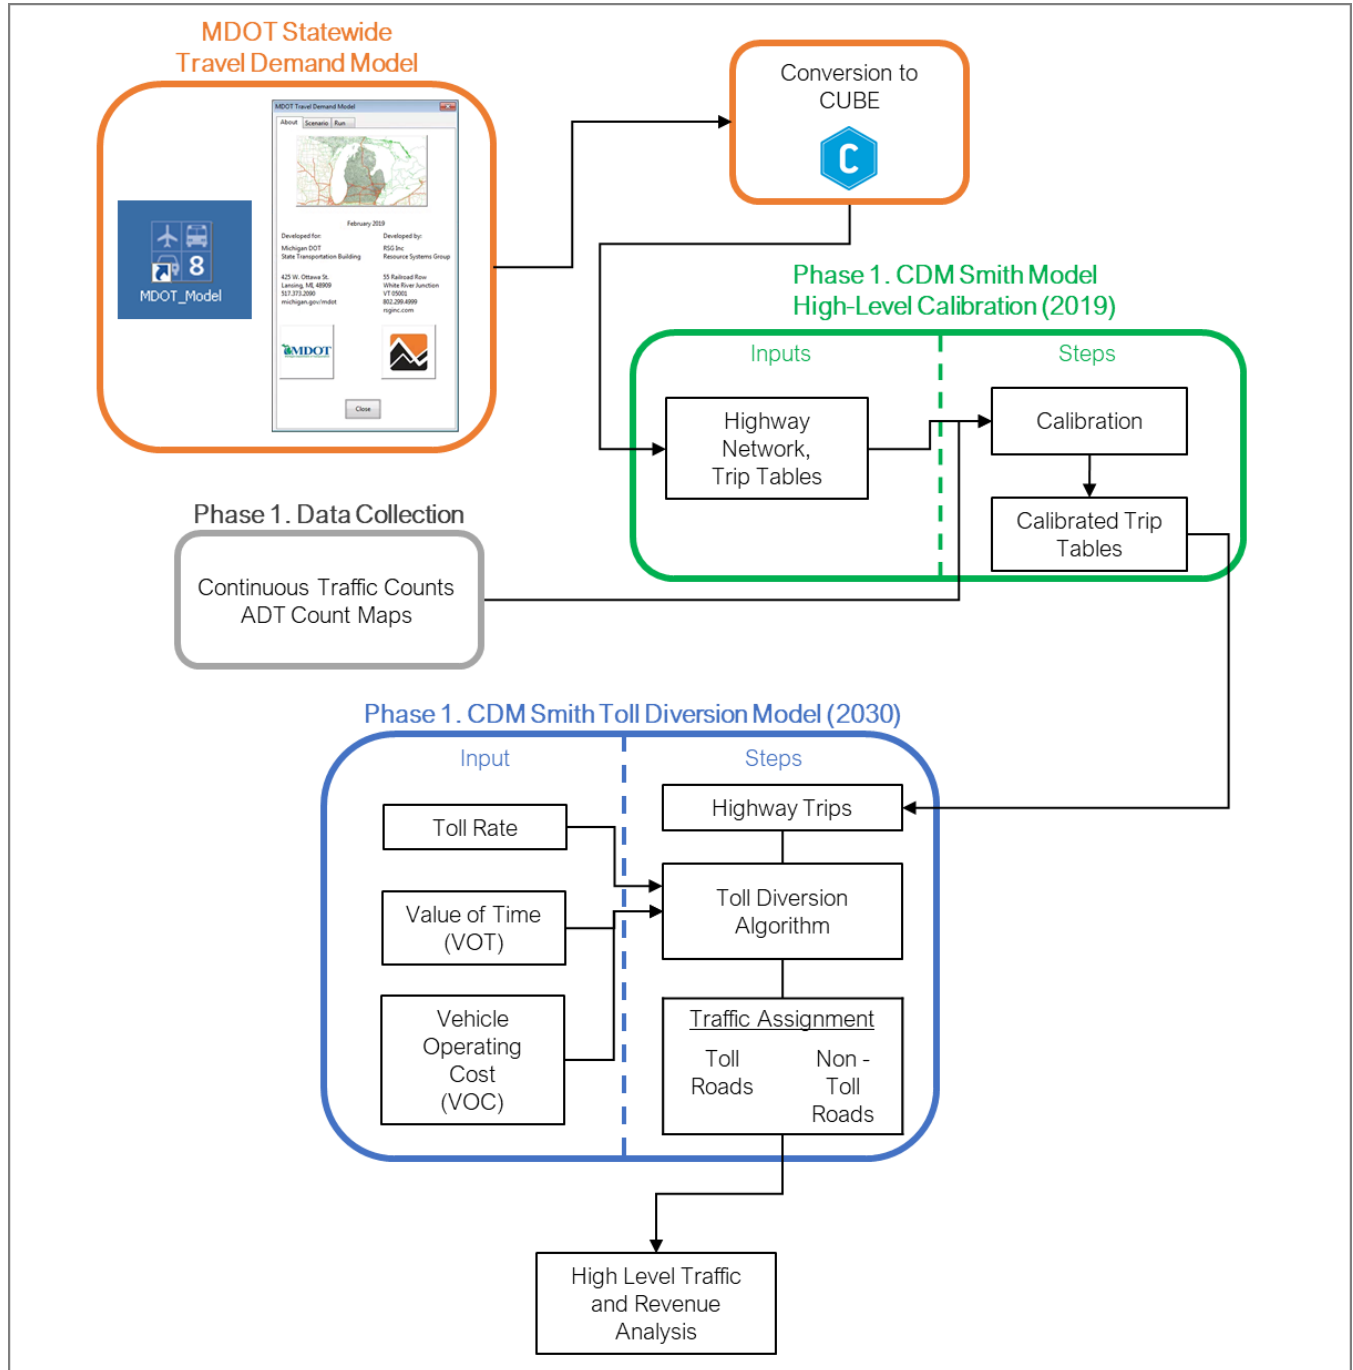 MDOT Statewide
Travel Demand Model
MDOT Travel Demand Model
About Scenario Run
February 2019
Developed for:
Michigan DOT
State Transportation Building
425 W. Ottawa St.
Lansing, MI, 48909
517.373.2090
michigan.gov/mdot
Developed by:
RSG Inc
Resource Systems Group
55 Railroad Row
White River Junction
VT 05001
802.299.4999
rsginc.com
MDOT
Close
8
MDOT_Model
Conversion to
CUBE
C
Phase 1. CDM Smith Model
High-Level Calibration (2019)
Inputs
Steps
Highway
Network,
Trip Tables
Calibration
Calibrated Trip
Tables
Phase 1. Data Collection
Continuous Traffic Counts
ADT Count Maps
Phase 1. CDM Smith Toll Diversion Model (2030)
Input
Steps
Toll Rate
Value of Time
(VOT)
Vehicle
Operating
Cost
(VOC)
Highway Trips
Toll Diversion
Algorithm
Traffic Assignment
Toll
Roads
Non -
Toll
Roads
High Level Traffic
and Revenue
Analysis